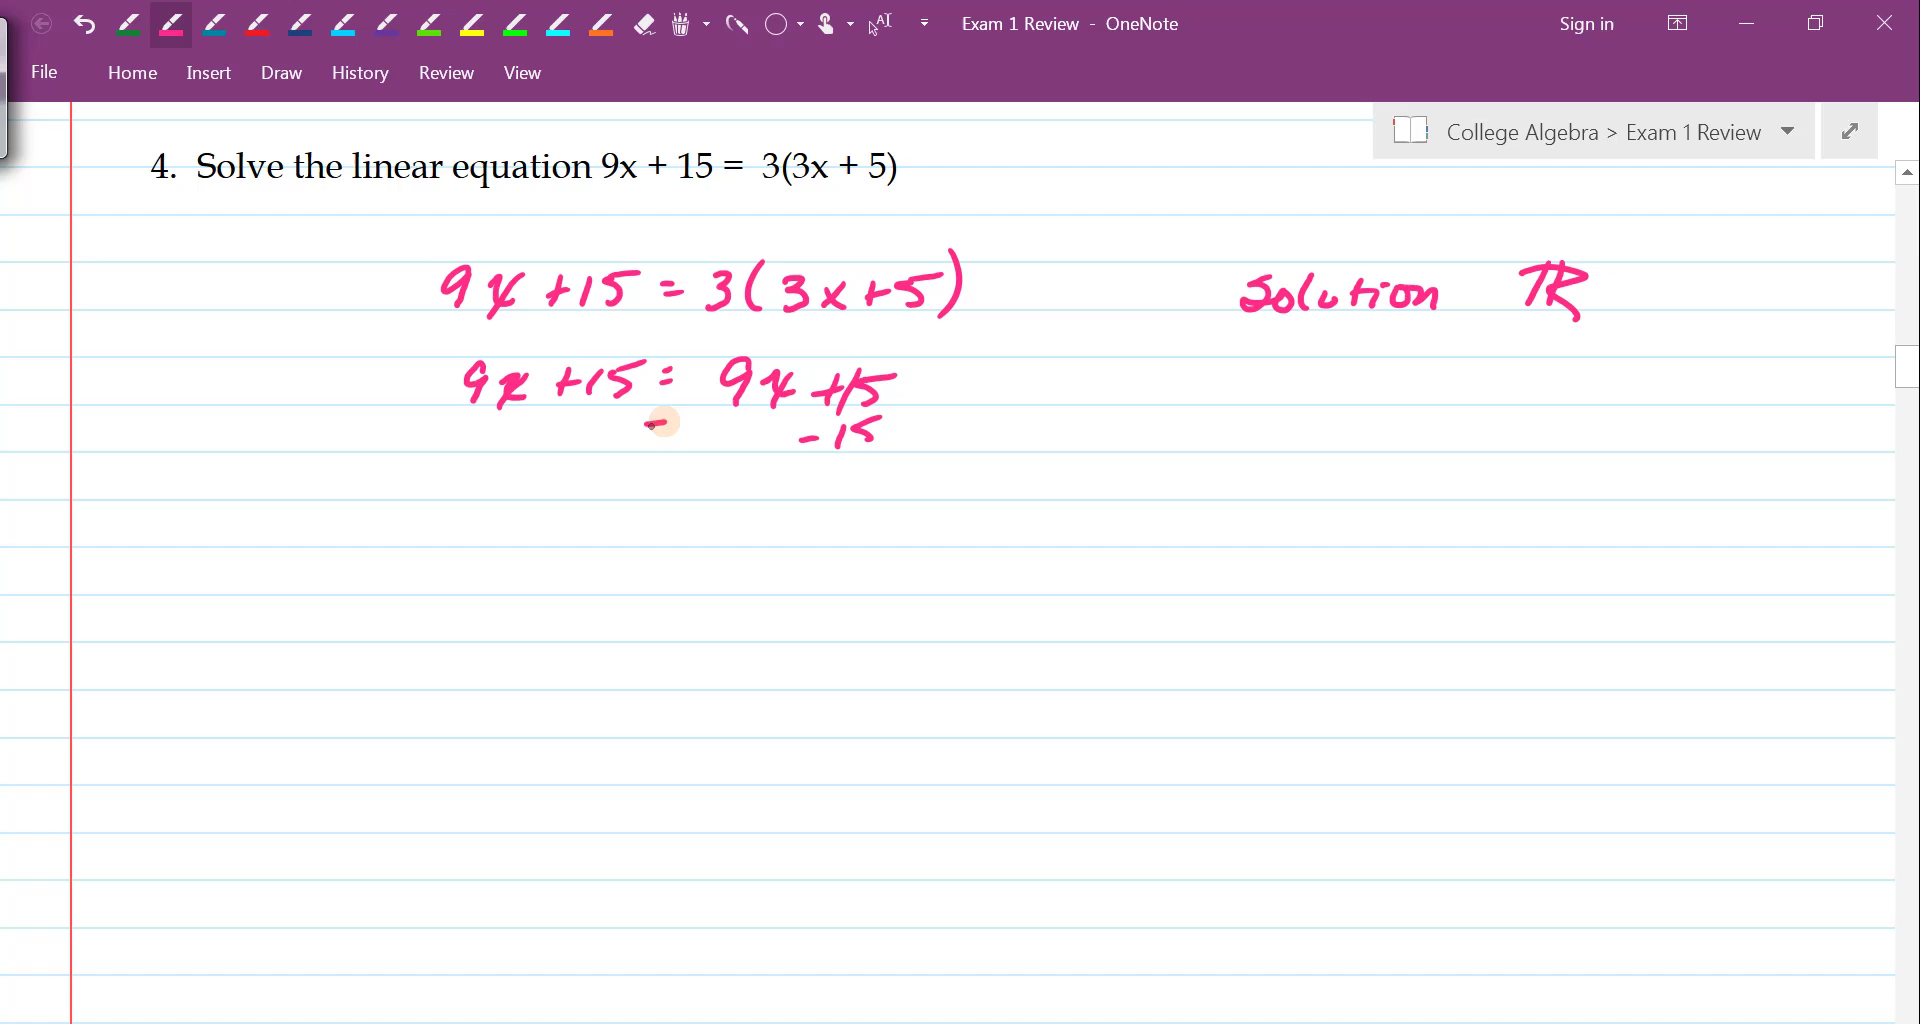 Exam 1 Review - OneNote
Sign in
File Home Insert Draw History Review View
College Algebra > Exam 1 Review
4. Solve the linear equation 9x + 15 = 3(3x + 5)
9x +15 = 3(3x+5)
Solution ℝ
9x +15 = 9x +15
- -15